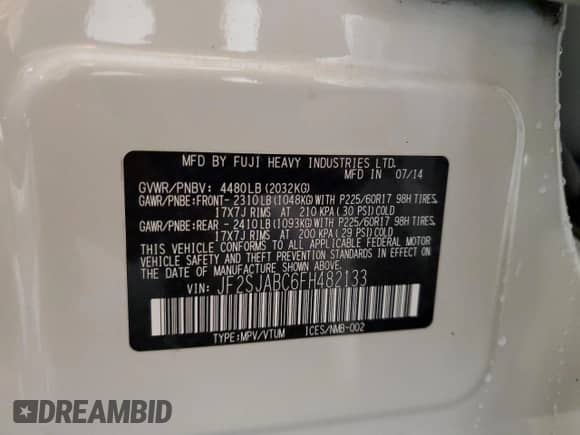 MFD BY FUJI HEAVY INDUSTRIES LTD.
MFD IN 07/14
GVWR/PNBV: 4480LB(2032KG)
GAWR/PNBE:FRONT- 2310LB(1048KG)WITH P225/60R17 98H TIRES,
17X7J RIMS AT 210 KPA(30 PSI)COLD
GAWR/PNBE:REAR - 2410LB(1093KG)WITH P225/60R17 98H TIRES,
17X7J RIMS AT 200 KPA(29 PSI)COLD
THIS VEHICLE CONFORMS TO ALL APPLICABLE FEDERAL MOTOR
VEHICLE SAFETY,BUMPER,AND THEFT PREVENTION
STANDARDS IN EFFECT ON THE DATE OF
MANUFACTURE SHOWN ABOVE.
VIN: JF2SJABC6FH482133
TYPE:MPV/VTUM ICES/NMB-002
DREAMBID